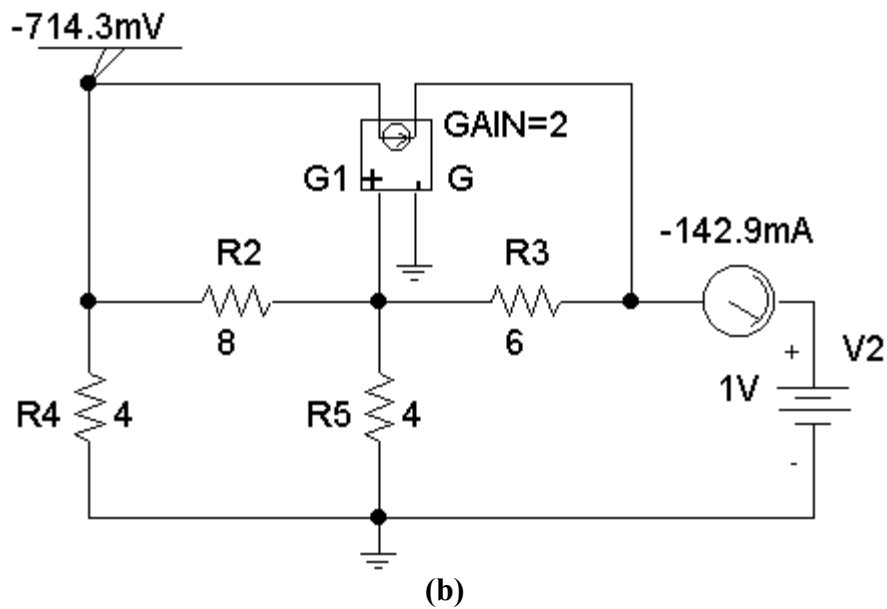 -714.3mV
GAIN=2
G1 + - G
-142.9mA
R2
R3
8
6
+ V2
1V
R4 4
R5 4
-
(b)